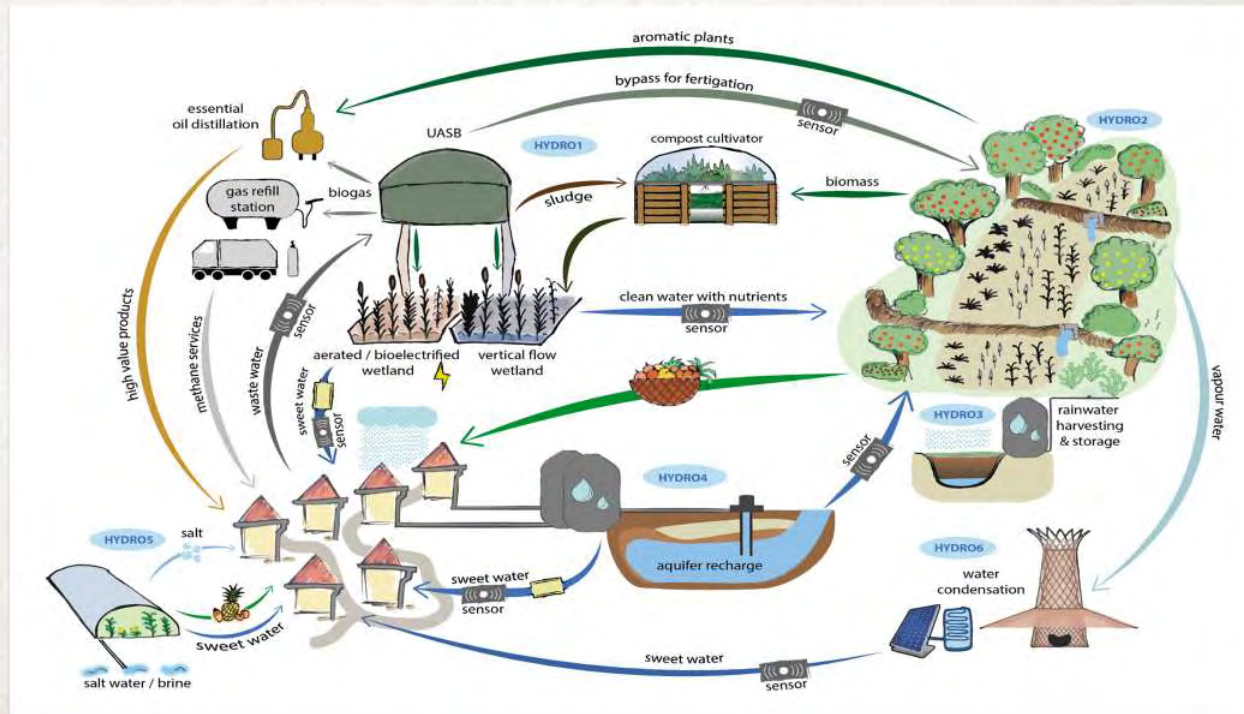 aromatic plants
bypass for fertigation
sensor
essential
oil distillation
UASB
HYDRO1
compost cultivator
HYDRO2
gas refill
station
biogas
sludge
biomass
sensor
waste water
methane services
high value products
clean water with nutrients
sensor
aerated / bioelectrified
wetland
vertical flow
wetland
sweet water
sensor
vapour water
HYDRO3
rainwater
harvesting
& storage
sensor
HYDRO4
aquifer recharge
HYDRO5
salt
sweet water
sensor
HYDRO6
water
condensation
sweet water
salt water / brine
sweet water
sensor